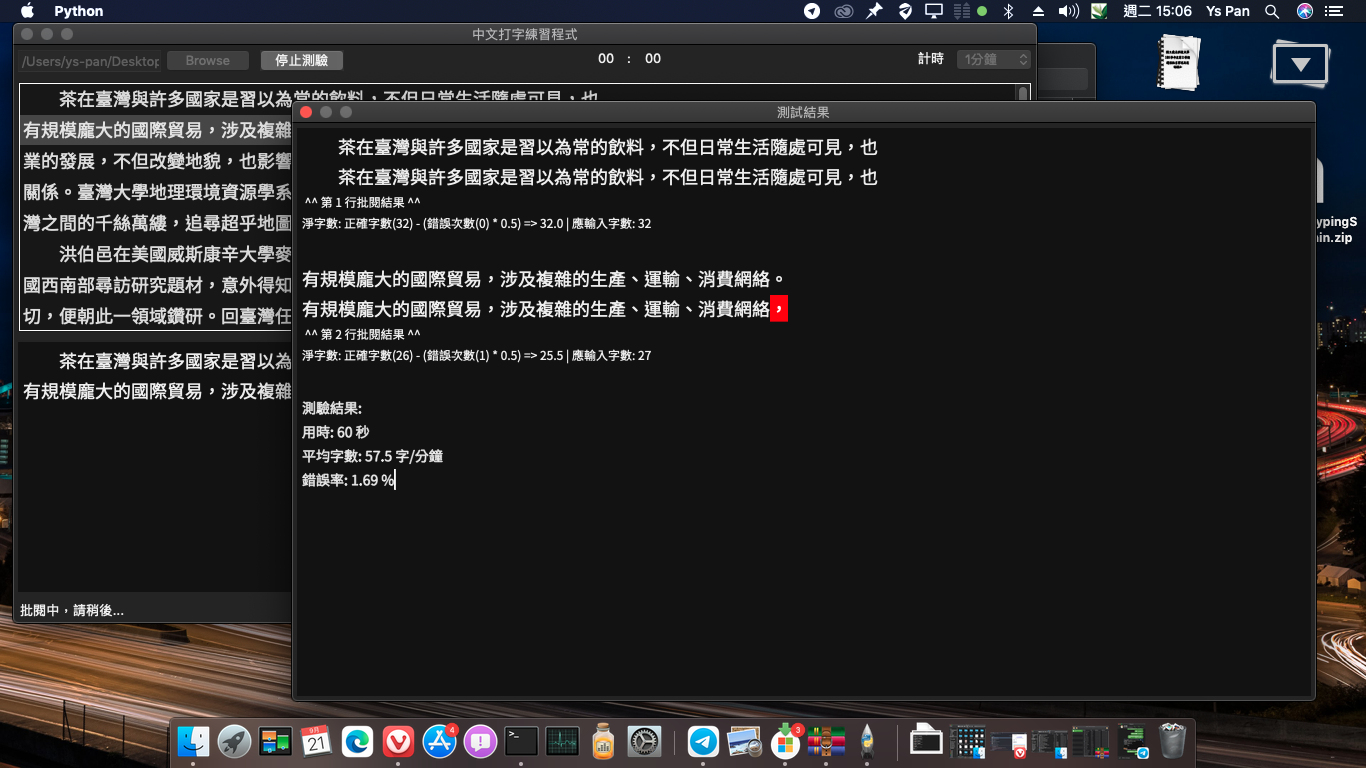 Python
週二 15:06 Ys Pan
中文打字練習程式
/Users/ys-pan/Desktop
Browse
停止測驗
00 : 00
計時
1分鐘
茶在臺灣與許多國家是習以為常的飲料，不但日常生活隨處可見，也
有規模龐大的國際貿易，涉及複雜
業的發展，不但改變地貌，也影響
關係。臺灣大學地理環境資源學系
灣之間的千絲萬縷，追尋超乎地圖
洪伯邑在美國威斯康辛大學麥
國西南部尋訪研究題材，意外得知
切，便朝此一領域鑽研。回臺灣任
茶在臺灣與許多國家是習以為
有規模龐大的國際貿易，涉及複雜
批閱中，請稍後...
測試結果
茶在臺灣與許多國家是習以為常的飲料，不但日常生活隨處可見，也
茶在臺灣與許多國家是習以為常的飲料，不但日常生活隨處可見，也
^^ 第 1 行批閱結果 ^^
淨字數: 正確字數(32) - (錯誤次數(0) * 0.5) => 32.0 | 應輸入字數: 32
有規模龐大的國際貿易，涉及複雜的生產、運輸、消費網絡。
有規模龐大的國際貿易，涉及複雜的生產、運輸、消費網絡，
^^ 第 2 行批閱結果 ^^
淨字數: 正確字數(26) - (錯誤次數(1) * 0.5) => 25.5 | 應輸入字數: 27
測驗結果:
用時: 60 秒
平均字數: 57.5 字/分鐘
錯誤率: 1.69 %
ypingS
in.zip
9月
21
4
3